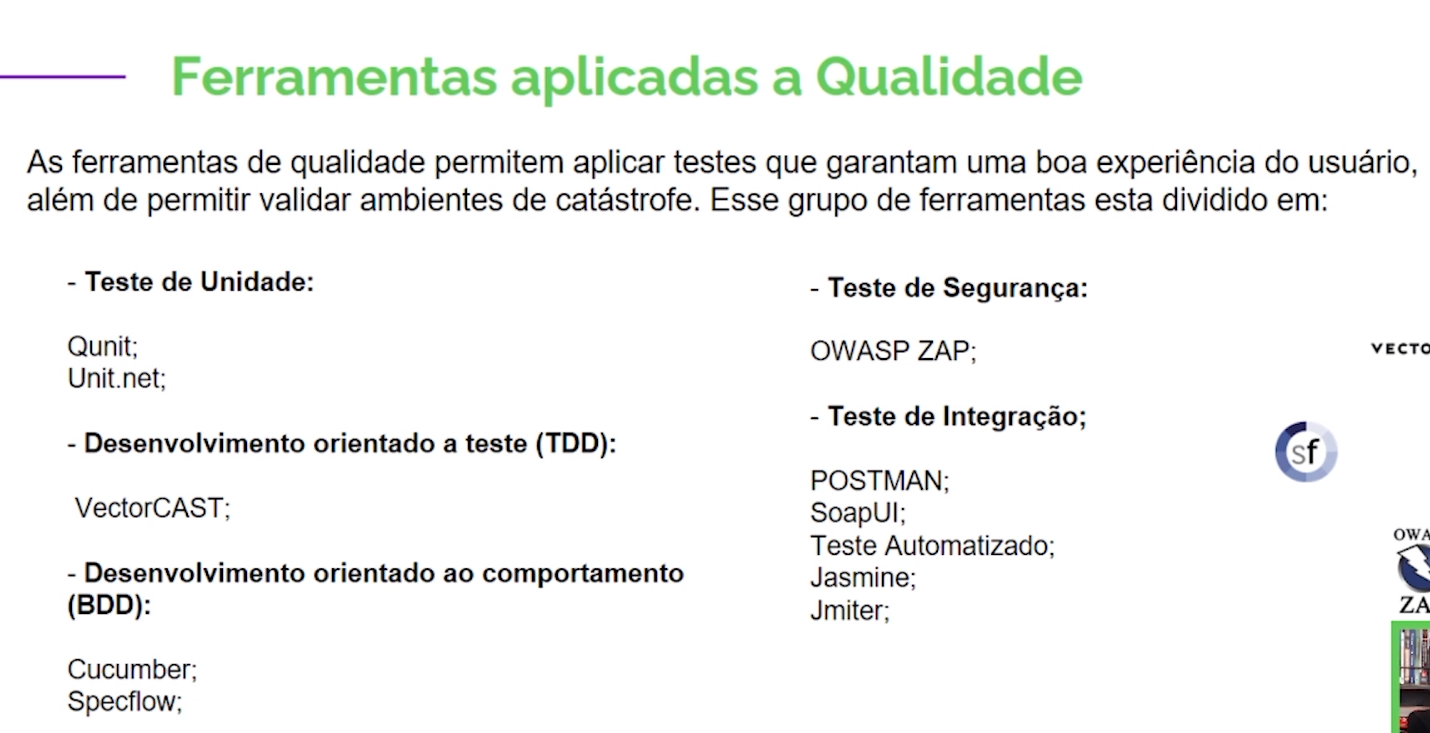 Ferramentas aplicadas a Qualidade
As ferramentas de qualidade permitem aplicar testes que garantam uma boa experiência do usuário,
além de permitir validar ambientes de catástrofe. Esse grupo de ferramentas esta dividido em:
- Teste de Unidade:
Qunit;
Unit.net;
- Desenvolvimento orientado a teste (TDD):
VectorCAST;
- Desenvolvimento orientado ao comportamento
(BDD):
Cucumber;
Specflow;
- Teste de Segurança:
OWASP ZAP;
- Teste de Integração;
POSTMAN;
SoapUI;
Teste Automatizado;
Jasmine;
Jmiter;
VECTO
sf
OWA
ZA